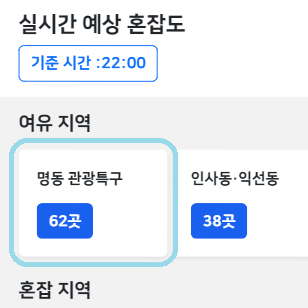 실시간 예상 혼잡도
기준 시간 :22:00
여유 지역
명동 관광특구 인사동·익선동
62곳 38곳
혼잡 지역